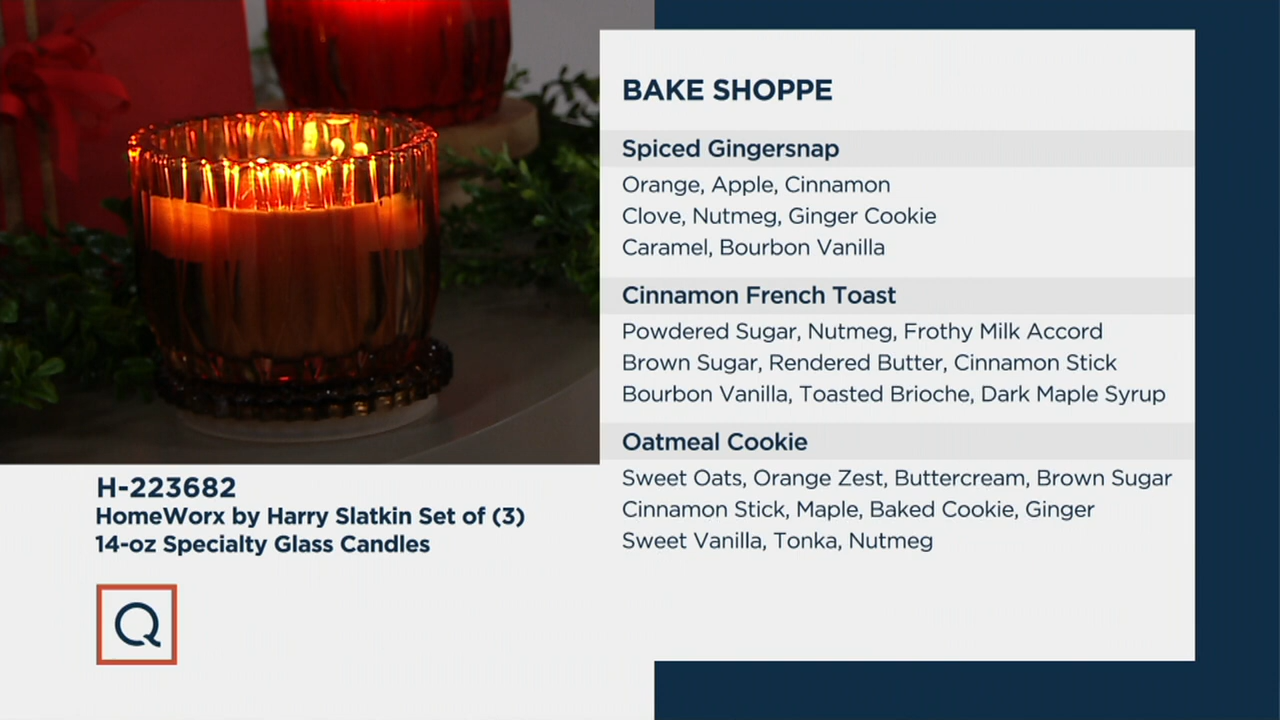 BAKE SHOPPE
Spiced Gingersnap
Orange, Apple, Cinnamon
Clove, Nutmeg, Ginger Cookie
Caramel, Bourbon Vanilla
Cinnamon French Toast
Powdered Sugar, Nutmeg, Frothy Milk Accord
Brown Sugar, Rendered Butter, Cinnamon Stick
Bourbon Vanilla, Toasted Brioche, Dark Maple Syrup
Oatmeal Cookie
Sweet Oats, Orange Zest, Buttercream, Brown Sugar
Cinnamon Stick, Maple, Baked Cookie, Ginger
Sweet Vanilla, Tonka, Nutmeg
H-223682
HomeWorx by Harry Slatkin Set of (3)
14-oz Specialty Glass Candles
Q